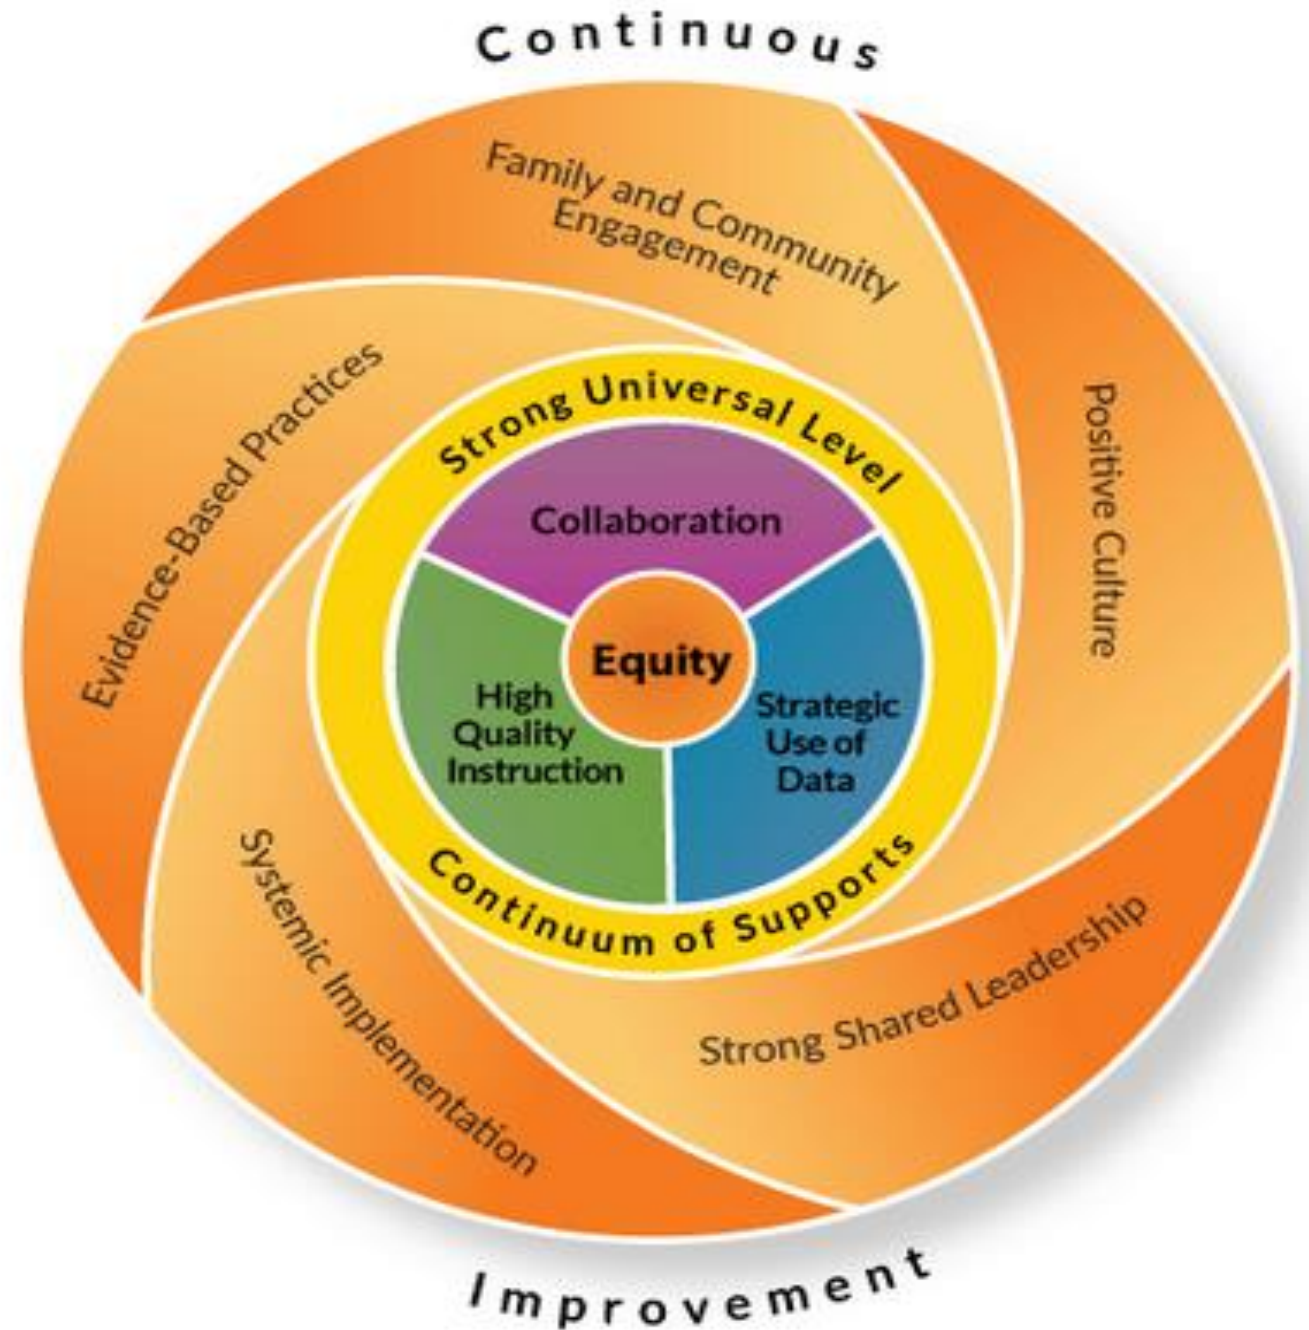 Continuous
Family and Community
Engagement
Positive Culture
Strong Shared Leadership
Systemic Implementation
Evidence-Based Practices
Strong Universal Level
Continuum of Supports
Collaboration
Strategic
Use of
Data
High
Quality
Instruction
Equity
Improvement